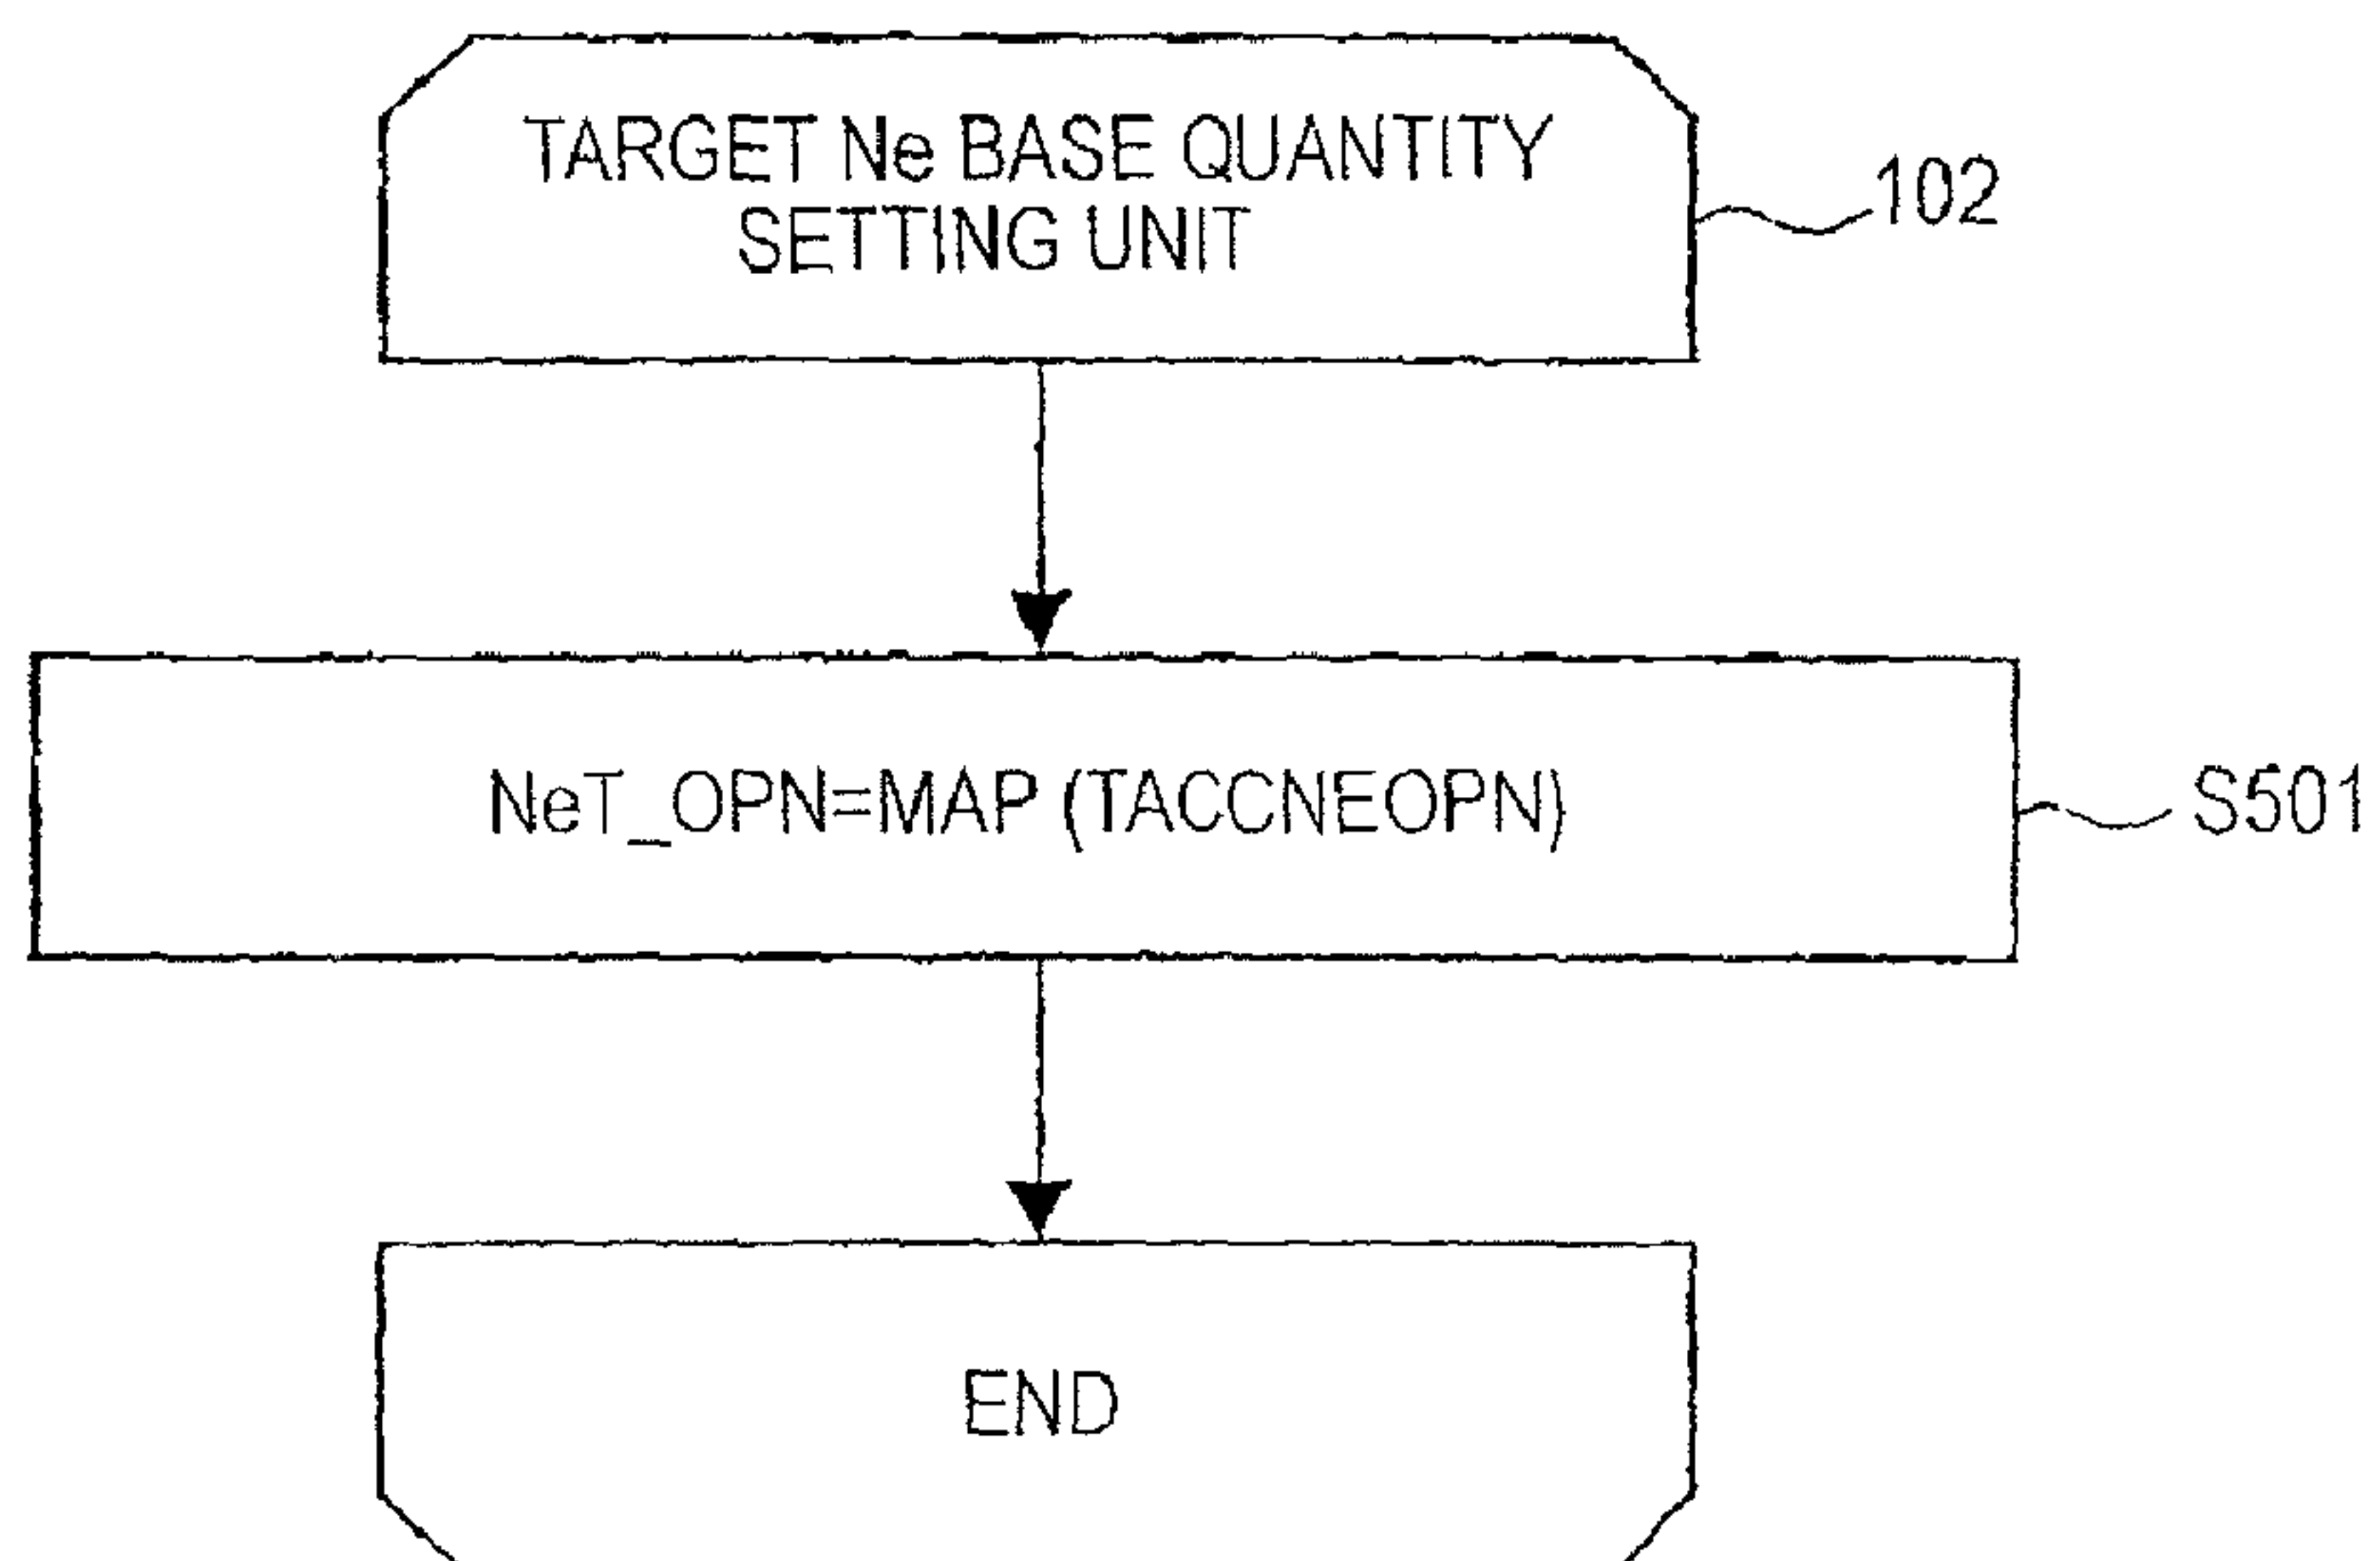 TARGET Ne BASE QUANTITY
SETTING UNIT
102
NeT_OPN=MAP (TACCNEOPN)
S501
END